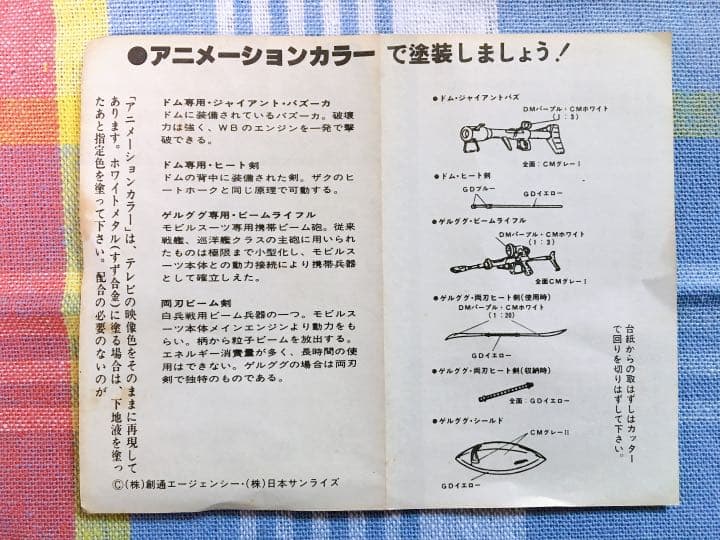 ●アニメーションカラーで塗装しましょう！
「アニメーションカラー」は、テレビの映像色をそのままに再現して
あります。ホワイトメタル(すず合金)に塗る場合は、下地液を塗っ
たあと指定色を塗って下さい。配合の必要のないのが
ドム専用・ジャイアント・バズーカ
ドムに装備されているバズーカ。破壊
力は強く、WBのエンジンを一発で撃
破できる。
ドム専用・ヒート剣
ドムの背中に装備された剣。ザクのヒ
ートホークと同じ原理で可動する。
ゲルググ専用・ビームライフル
モビルスーツ専用携帯ビーム砲。従来
戦艦、巡洋艦クラスの主砲に用いられ
たものは極限まで小型化し、モビルス
ーツ本体との動力接続により携帯兵器
として確立しえた。
両刃ビーム剣
白兵戦用ビーム兵器の一つ。モビルス
ーツ本体メインエンジンより動力をも
らい。柄から粒子ビームを放出する。
エネルギー消費量が多く、長時間の使
用はできない。ゲルググの場合は両刃
剣で独特のものである。
©(株)創通エージェンシー・(株)日本サンライズ
●ドム・ジャイアントバズ
DMパープル・CMホワイト
(1：3)
全面：CMグレーI
●ドム・ヒート剣
GDブルー
GDイエロー
●ゲルググ・ビームライフル
DMパープル・CMホワイト
(1：3)
全面：CMグレーI
●ゲルググ・両刃ヒート剣(使用時)
DMパープル・CMホワイト
(1：20)
GDイエロー
●ゲルググ・両刃ヒート剣(収納時)
全面：GDイエロー
●ゲルググ・シールド
CMグレーII
GDイエロー
台紙からの取はずしはカッター
で回りを切りはずして下さい。